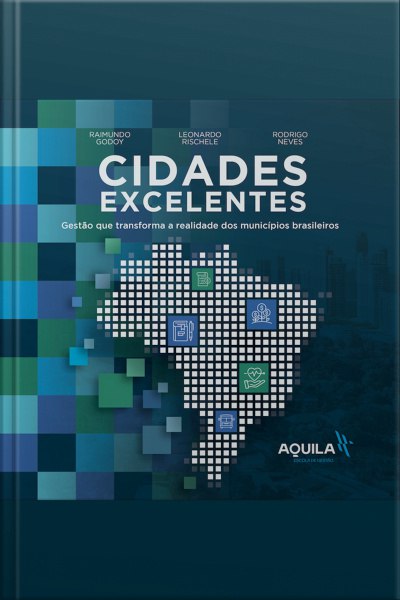 RAIMUNDO GODOY
LEONARDO RISCHELE
RODRIGO NEVES
CIDADES
EXCELENTES
Gestão que transforma a realidade dos municípios brasileiros
AQUILA